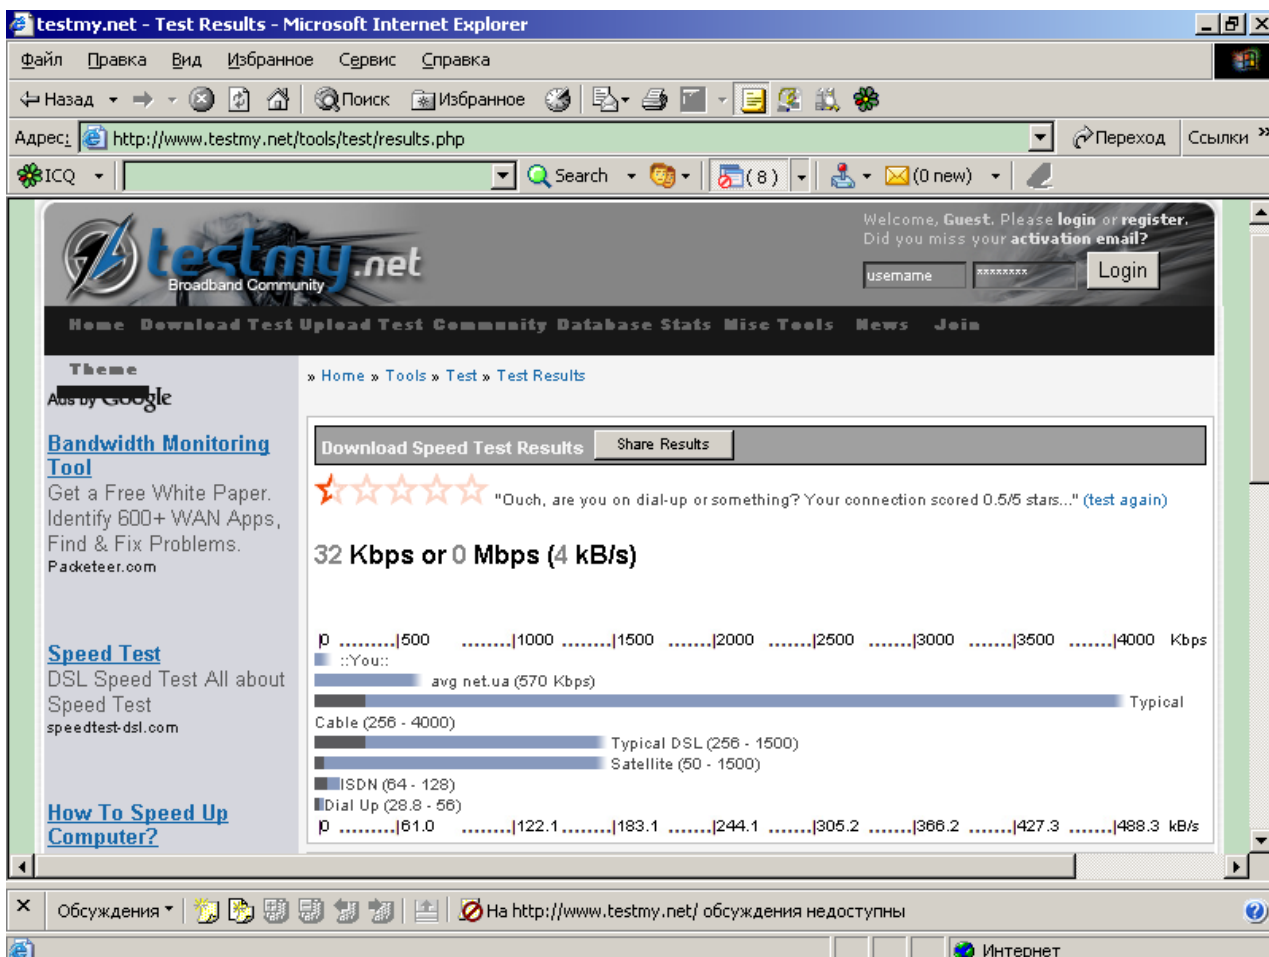 testmy.net - Test Results - Microsoft Internet Explorer
Файл Правка Вид Избранное Сервис Справка
Назад Поиск Избранное
Адрес: http://www.testmy.net/tools/test/results.php Переход Ссылки »
ICQ Search (8) (0 new)
testmy.net
Broadband Community
Welcome, Guest. Please login or register.
Did you miss your activation email?
username ******** Login
Home Download Test Upload Test Community Database Stats Misc Tools News Join
Theme
Ads by Google
Bandwidth Monitoring
Tool
Get a Free White Paper.
Identify 600+ WAN Apps,
Find & Fix Problems.
Packeteer.com
Speed Test
DSL Speed Test All about
Speed Test
speedtest-dsl.com
How To Speed Up
Computer?
» Home » Tools » Test » Test Results
Download Speed Test Results Share Results
"Ouch, are you on dial-up or something? Your connection scored 0.5/5 stars..." (test again)
32 Kbps or 0 Mbps (4 kB/s)
|0 .........|500 ........|1000 ........|1500 .......|2000 .......|2500 .......|3000 .......|3500 .......|4000 Kbps
::You::
avg net.ua (570 Kbps)
Typical
Cable (256 - 4000)
Typical DSL (256 - 1500)
Satellite (50 - 1500)
ISDN (64 - 128)
Dial Up (28.8 - 56)
|0 .........|61.0 ........|122.1........|183.1 .......|244.1 .......|305.2 .......|366.2 .......|427.3 .......|488.3 kB/s
Обсуждения На http://www.testmy.net/ обсуждения недоступны
Интернет